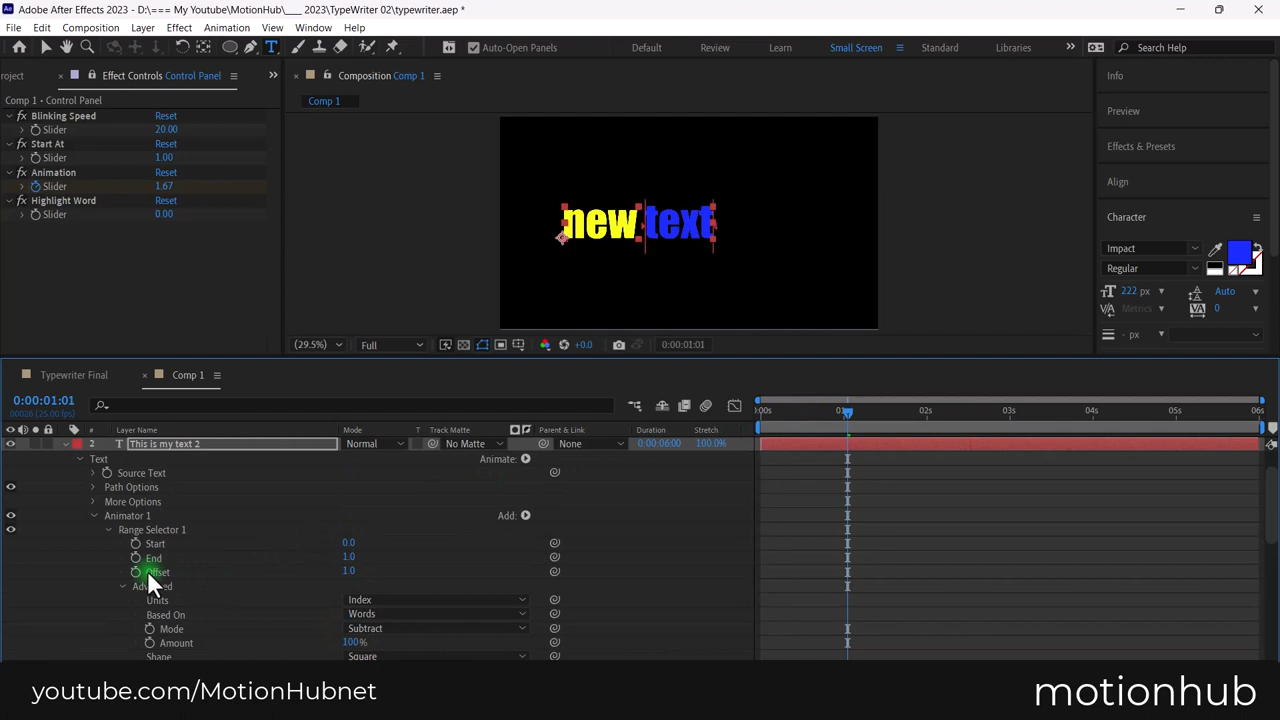 Adobe After Effects 2023 - D:\=== My Youtube\MotionHub\___ 2023\TypeWriter 02\typewriter.aep *
File Edit Composition Layer Effect Animation View Window Help
Auto-Open Panels Default Review Learn Small Screen Standard Libraries Search Help
roject Effect Controls Control Panel Composition Comp 1 Info
Comp 1 • Control Panel Comp 1
fx Blinking Speed Reset
Slider 20.00 Preview
fx Start At Reset
Slider 1.00 Effects & Presets
fx Animation Reset
Slider 1.67 Align
fx Highlight Word Reset
Slider 0.00 Character
new text
Impact
Regular
222 px Auto
Metrics 0
- px
(29.5%) Full +0.0 0:00:01:01
Typewriter Final Comp 1
0:00:01:01
00026 (25.00 fps)
:00s 01 02s 03s 04s 05s 06s
# Layer Name Mode T Track Matte Parent & Link Duration Stretch
2 T This is my text 2 Normal No Matte None 0:00:06:00 100.0%
Text Animate:
Source Text
Path Options
More Options
Animator 1 Add:
Range Selector 1
Start 0.0
End 1.0
Offset 1.0
Units Index
Based On Words
Mode Subtract
Amount 100%
Shape Square
youtube.com/MotionHubnet motionhub